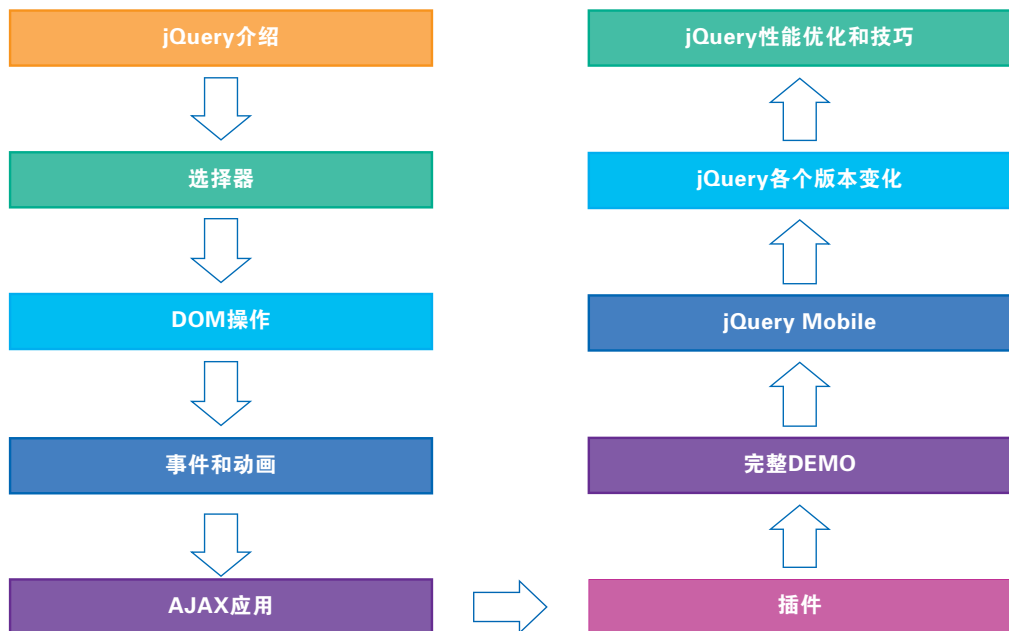 jQuery介绍
选择器
DOM操作
事件和动画
AJAX应用
插件
完整DEMO
jQuery Mobile
jQuery各个版本变化
jQuery性能优化和技巧